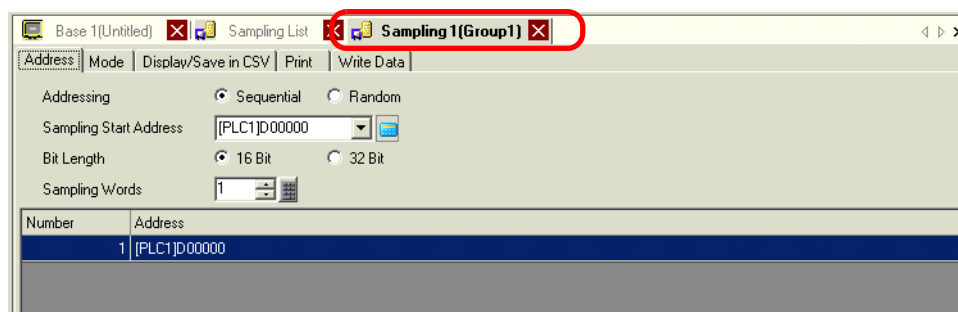 Base 1(Untitled) Sampling List Sampling 1(Group1)
Address Mode Display/Save in CSV Print Write Data
Addressing Sequential Random
Sampling Start Address [PLC1]D00000
Bit Length 16 Bit 32 Bit
Sampling Words 1
Number Address
1 [PLC1]D00000